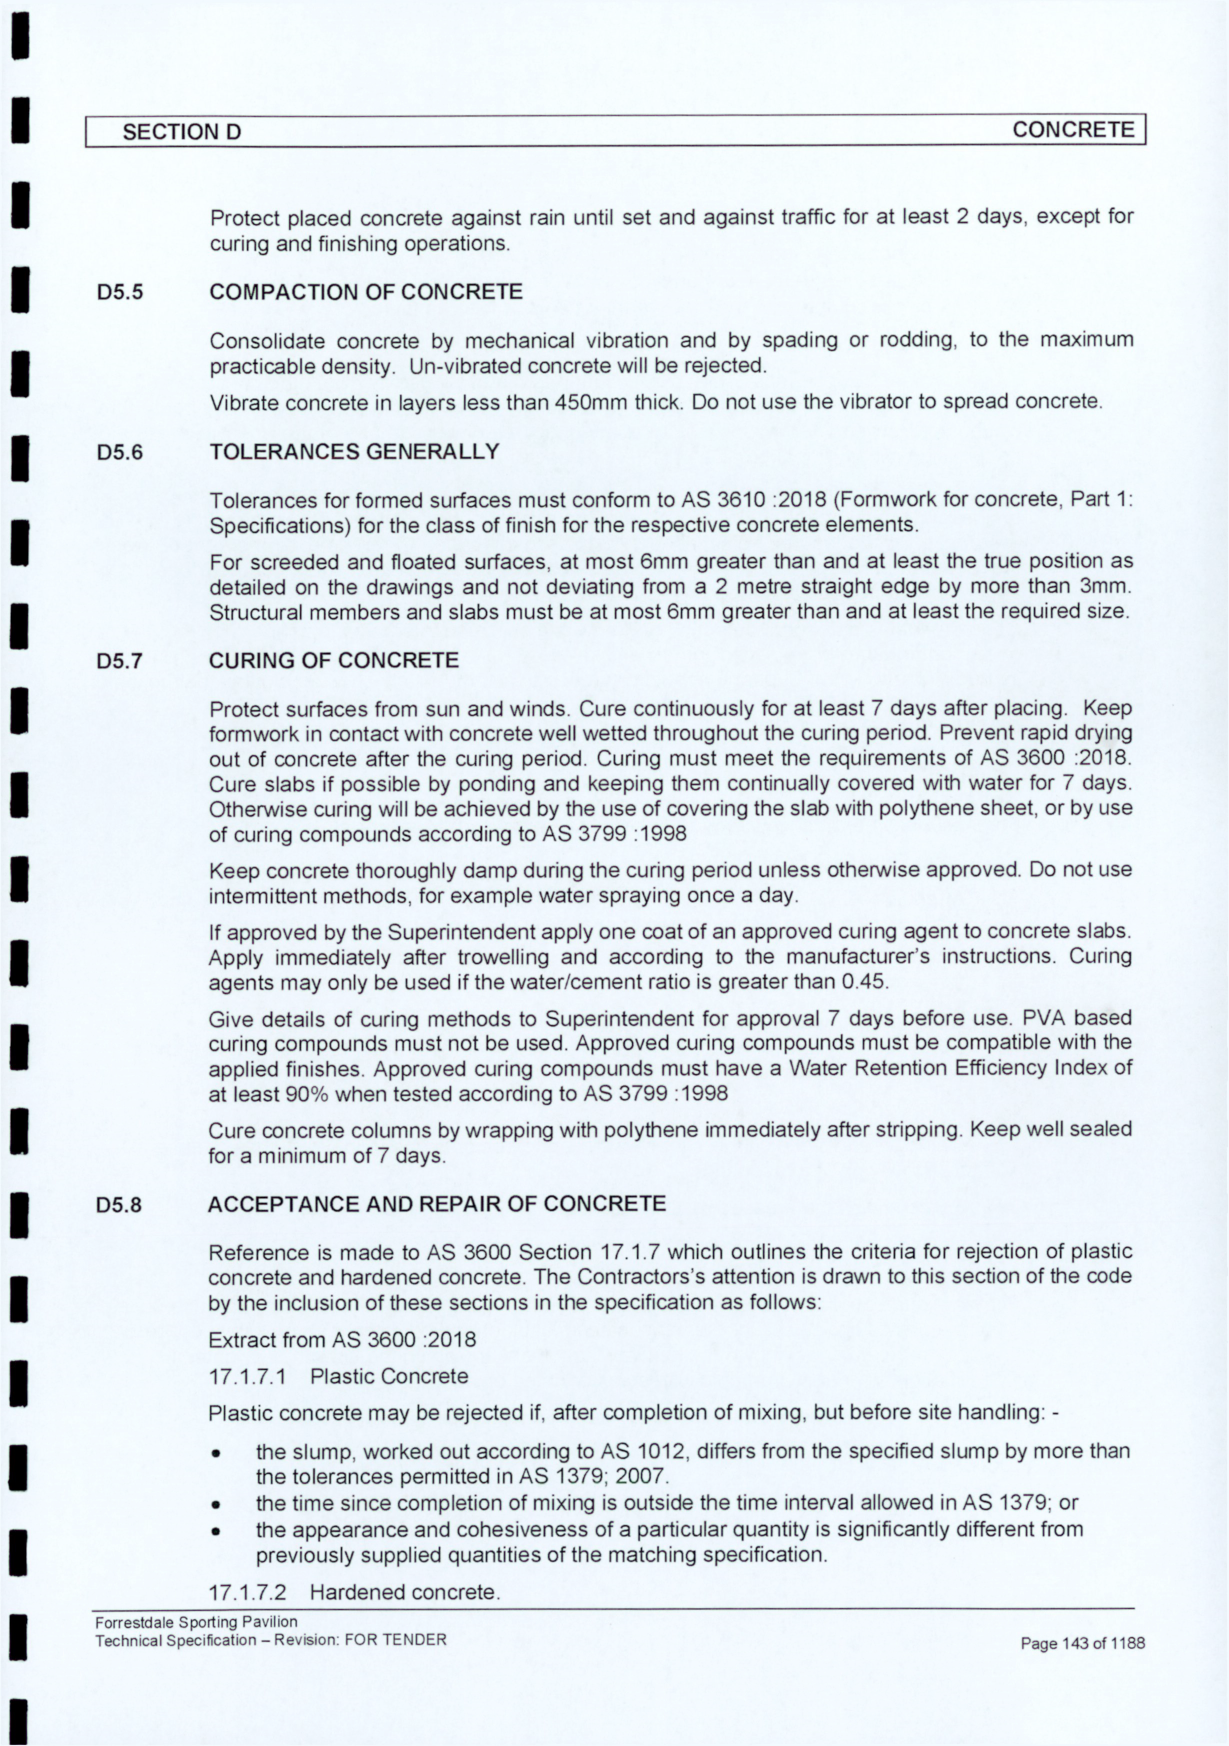 SECTION D
CONCRETE
Protect placed concrete against rain until set and against traffic for at least 2 days, except for
curing and finishing operations.
D5.5 COMPACTION OF CONCRETE
Consolidate concrete by mechanical vibration and by spading or rodding, to the maximum
practicable density. Un-vibrated concrete will be rejected.
Vibrate concrete in layers less than 450mm thick. Do not use the vibrator to spread concrete.
D5.6 TOLERANCES GENERALLY
Tolerances for formed surfaces must conform to AS 3610 :2018 (Formwork for concrete, Part 1:
Specifications) for the class of finish for the respective concrete elements.
For screeded and floated surfaces, at most 6mm greater than and at least the true position as
detailed on the drawings and not deviating from a 2 metre straight edge by more than 3mm.
Structural members and slabs must be at most 6mm greater than and at least the required size.
D5.7 CURING OF CONCRETE
Protect surfaces from sun and winds. Cure continuously for at least 7 days after placing. Keep
formwork in contact with concrete well wetted throughout the curing period. Prevent rapid drying
out of concrete after the curing period. Curing must meet the requirements of AS 3600 :2018.
Cure slabs if possible by ponding and keeping them continually covered with water for 7 days.
Otherwise curing will be achieved by the use of covering the slab with polythene sheet, or by use
of curing compounds according to AS 3799 :1998
Keep concrete thoroughly damp during the curing period unless otherwise approved. Do not use
intermittent methods, for example water spraying once a day.
If approved by the Superintendent apply one coat of an approved curing agent to concrete slabs.
Apply immediately after trowelling and according to the manufacturer's instructions. Curing
agents may only be used if the water/cement ratio is greater than 0.45.
Give details of curing methods to Superintendent for approval 7 days before use. PVA based
curing compounds must not be used. Approved curing compounds must be compatible with the
applied finishes. Approved curing compounds must have a Water Retention Efficiency Index of
at least 90% when tested according to AS 3799 :1998
Cure concrete columns by wrapping with polythene immediately after stripping. Keep well sealed
for a minimum of 7 days.
D5.8 ACCEPTANCE AND REPAIR OF CONCRETE
Reference is made to AS 3600 Section 17.1.7 which outlines the criteria for rejection of plastic
concrete and hardened concrete. The Contractors's attention is drawn to this section of the code
by the inclusion of these sections in the specification as follows:
Extract from AS 3600 :2018
17.1.7.1 Plastic Concrete
Plastic concrete may be rejected if, after completion of mixing, but before site handling: -
• the slump, worked out according to AS 1012, differs from the specified slump by more than
the tolerances permitted in AS 1379; 2007.
• the time since completion of mixing is outside the time interval allowed in AS 1379; or
• the appearance and cohesiveness of a particular quantity is significantly different from
previously supplied quantities of the matching specification.
17.1.7.2 Hardened concrete.
Forrestdale Sporting Pavilion
Technical Specification – Revision: FOR TENDER
Page 143 of 1188